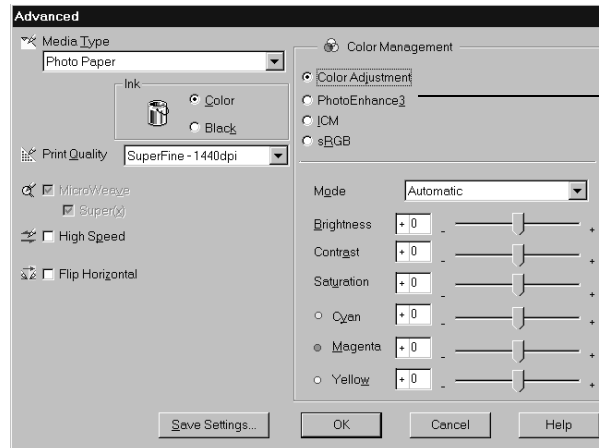 Advanced
Media Type
Photo Paper
Ink
Color
Black
Print Quality
SuperFine - 1440dpi
MicroWeave
Super(x)
High Speed
Flip Horizontal
Color Management
Color Adjustment
PhotoEnhance3
ICM
sRGB
Mode
Automatic
Brightness + 0 - +
Contrast + 0 - +
Saturation + 0 - +
Cyan + 0 - +
Magenta + 0 - +
Yellow + 0 - +
Save Settings...
OK
Cancel
Help